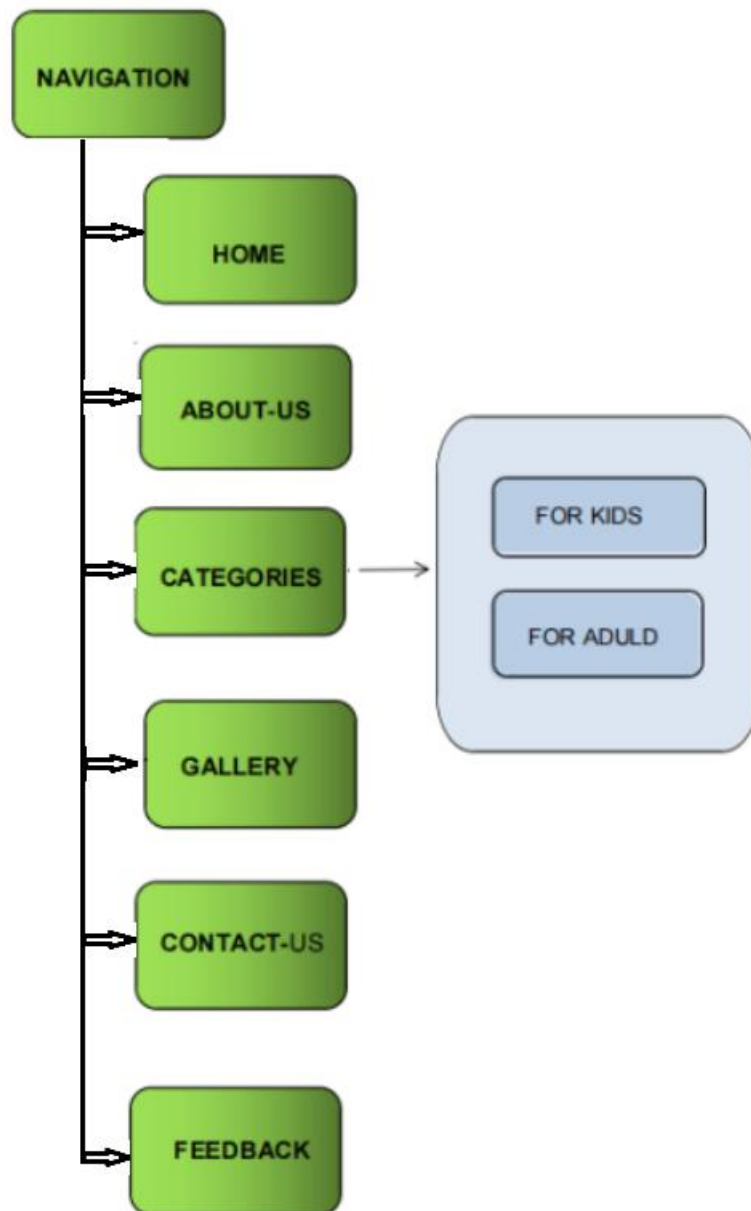 NAVIGATION
HOME
ABOUT-US
CATEGORIES
FOR KIDS
FOR ADULD
GALLERY
CONTACT-US
FEEDBACK